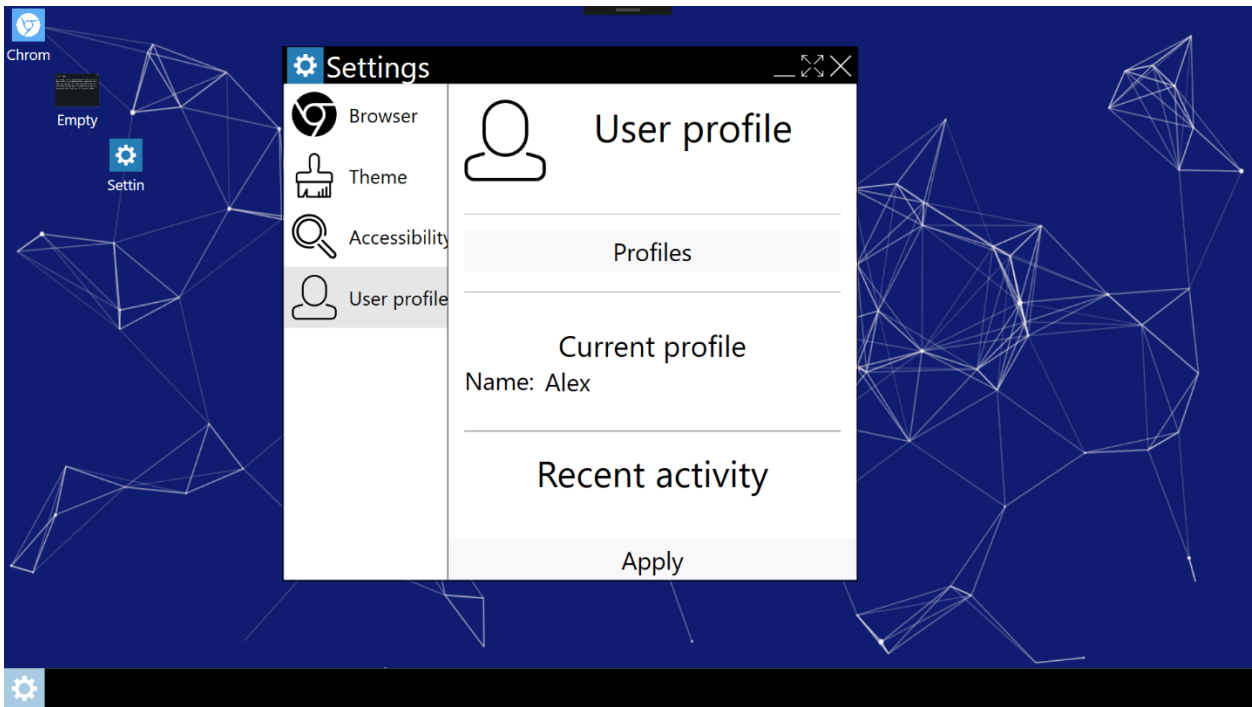 Chrom
Empty
Settin
Settings
Browser
Theme
Accessibility
User profile
User profile
Profiles
Current profile
Name: Alex
Recent activity
Apply